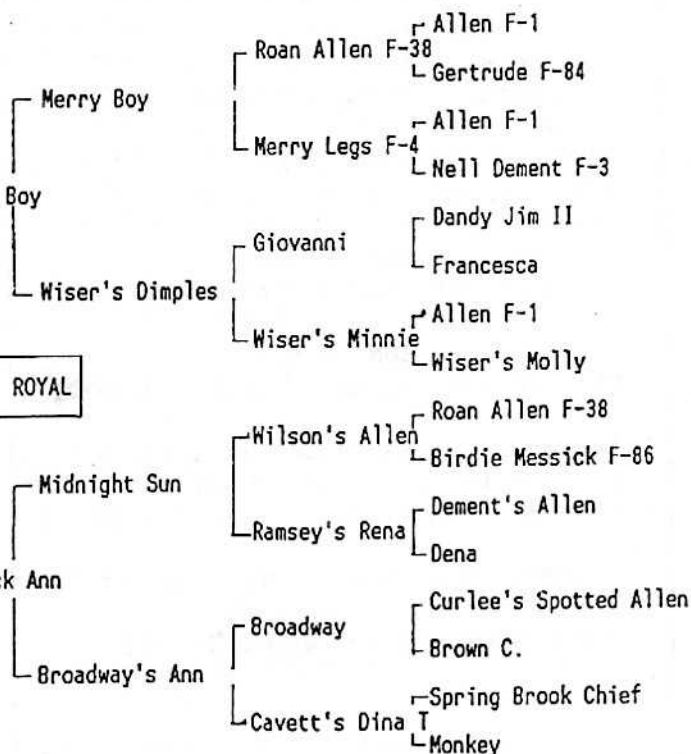 Allen F-1
Roan Allen F-38
Gertrude F-84
Merry Boy
Allen F-1
Merry Legs F-4
Nell Dement F-3
Boy
Dandy Jim II
Giovanni
Francesca
Wiser's Dimples
Allen F-1
Wiser's Minnie
Wiser's Molly
ROYAL
Roan Allen F-38
Wilson's Allen
Birdie Messick F-86
Midnight Sun
Dement's Allen
Ramsey's Rena
Dena
ck Ann
Curlee's Spotted Allen
Broadway
Brown C.
Broadway's Ann
Spring Brook Chief
Cavett's Dina T
Monkey